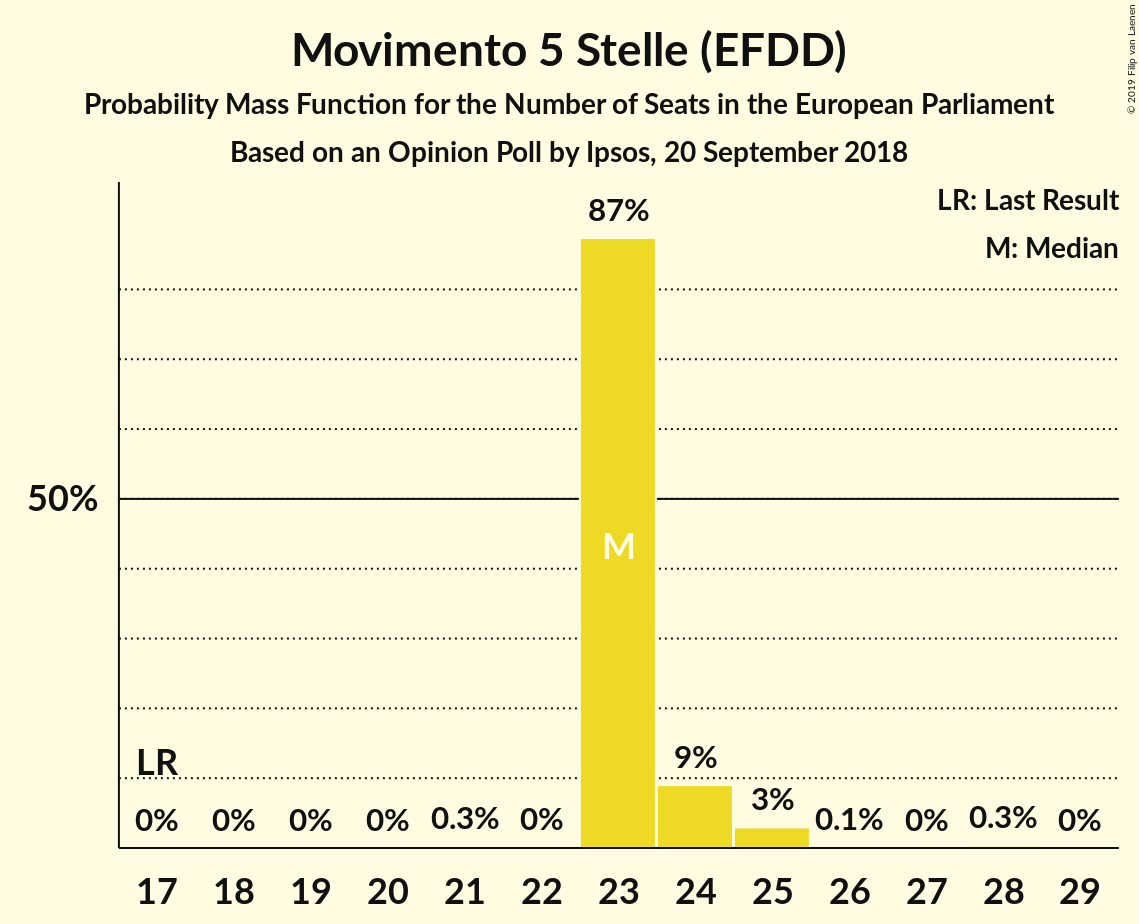 Movimento 5 Stelle (EFDD)
Probability Mass Function for the Number of Seats in the European Parliament
Based on an Opinion Poll by Ipsos, 20 September 2018
© 2019 Filip van Laenen
LR: Last Result
M: Median
87%
50%
M
LR
9%
3%
0% 0% 0% 0% 0.3% 0% 0.1% 0% 0.3% 0%
17 18 19 20 21 22 23 24 25 26 27 28 29